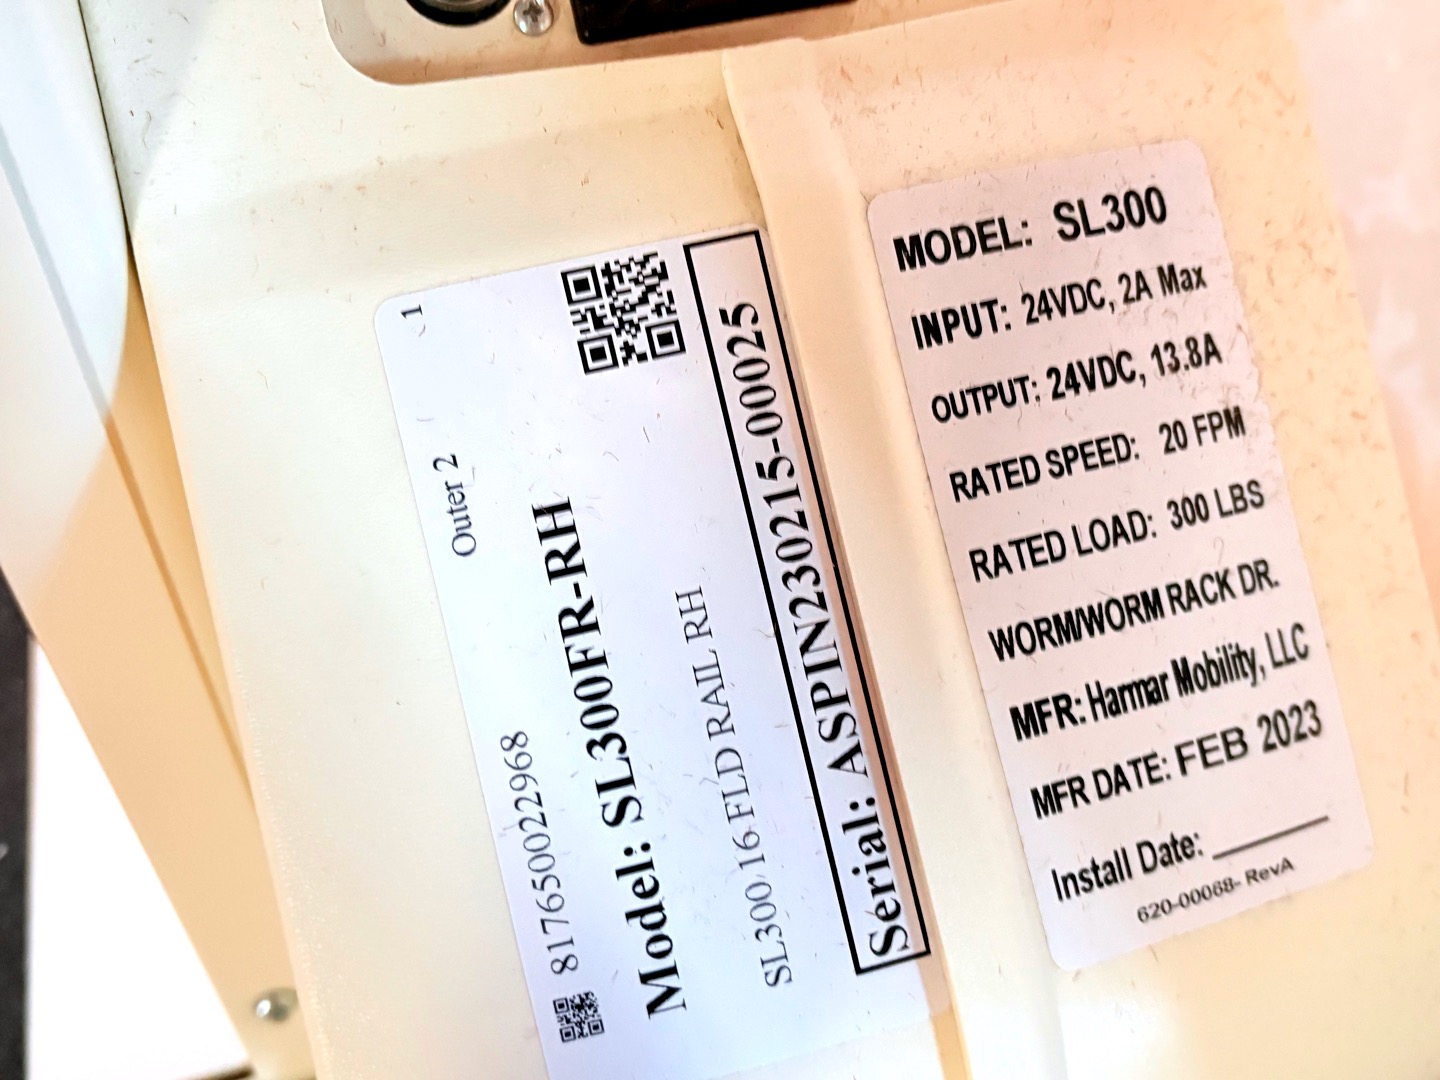 1
Outer 2
817650022968
Model: SL300FR-RH
SL300 16 FLD RAIL RH
Serial: ASPIN230215-00025
MODEL: SL300
INPUT: 24VDC, 2A Max
OUTPUT: 24VDC, 13.8A
RATED SPEED: 20 FPM
RATED LOAD: 300 LBS
WORM/WORM RACK DR.
MFR: Harmar Mobility, LLC
MFR DATE: FEB 2023
Install Date: ________
620-00068- RevA